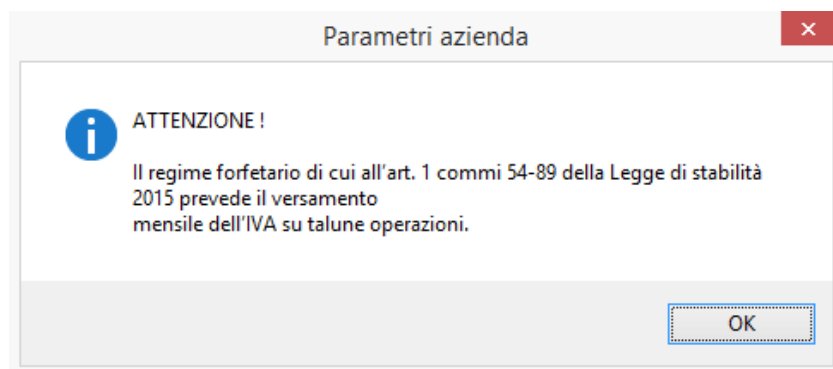 Parametri azienda
ATTENZIONE !
Il regime forfetario di cui all'art. 1 commi 54-89 della Legge di stabilità
2015 prevede il versamento
mensile dell'IVA su talune operazioni.
OK